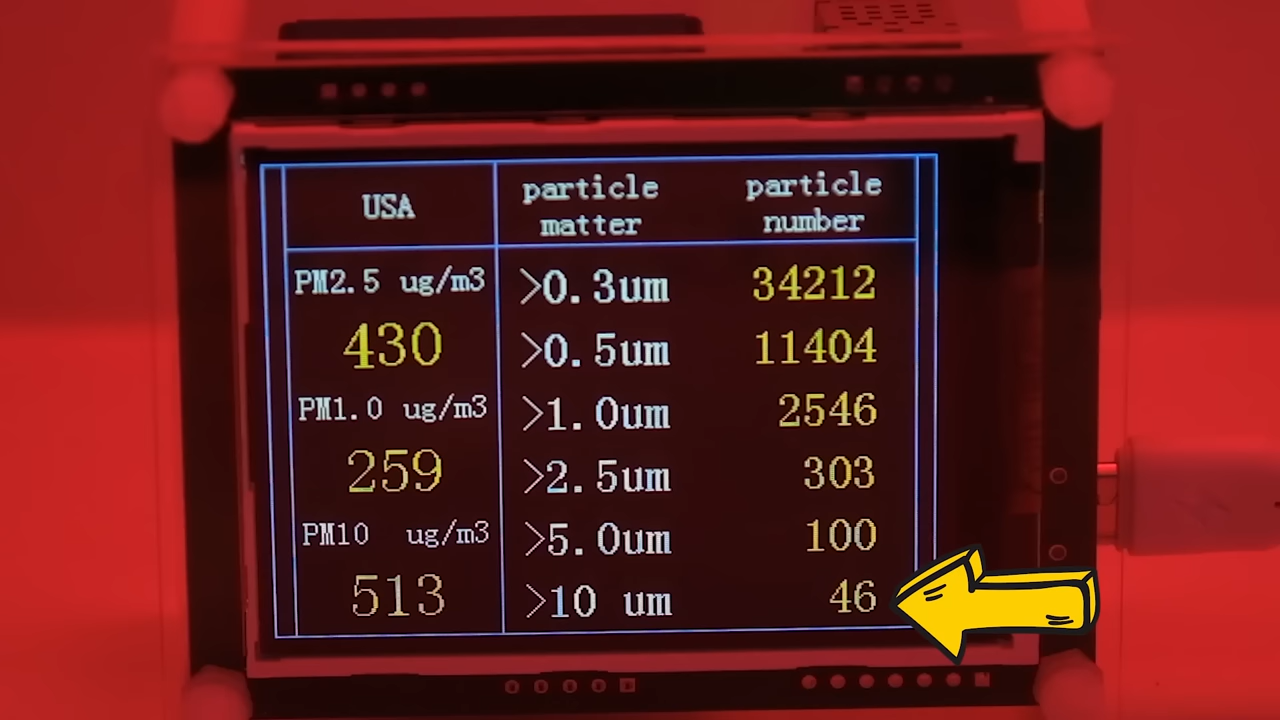 USA
particle
matter
particle
number
PM2.5 ug/m3
430
PM1.0 ug/m3
259
PM10 ug/m3
513
>0.3um 34212
>0.5um 11404
>1.0um 2546
>2.5um 303
>5.0um 100
>10 um 46